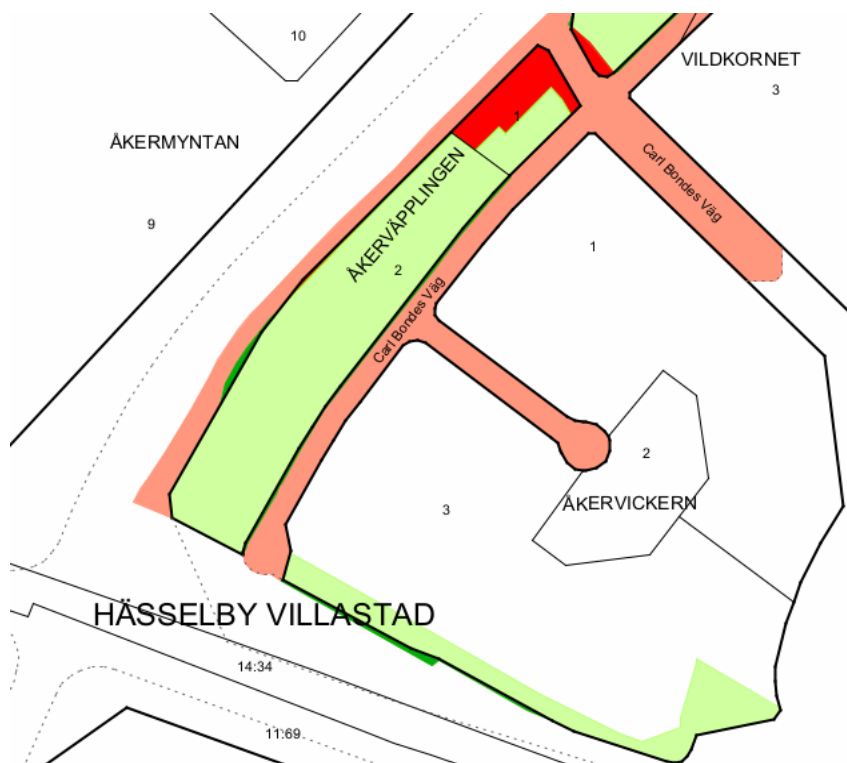 10
VILDKORNET
3
1
ÅKERMYNTAN
Carl Bondes Väg
9
ÅKERVÄPPLINGEN
2
1
Carl Bondes Väg
2
ÅKERVICKERN
3
HÄSSELBY VILLASTAD
14:34
11:69